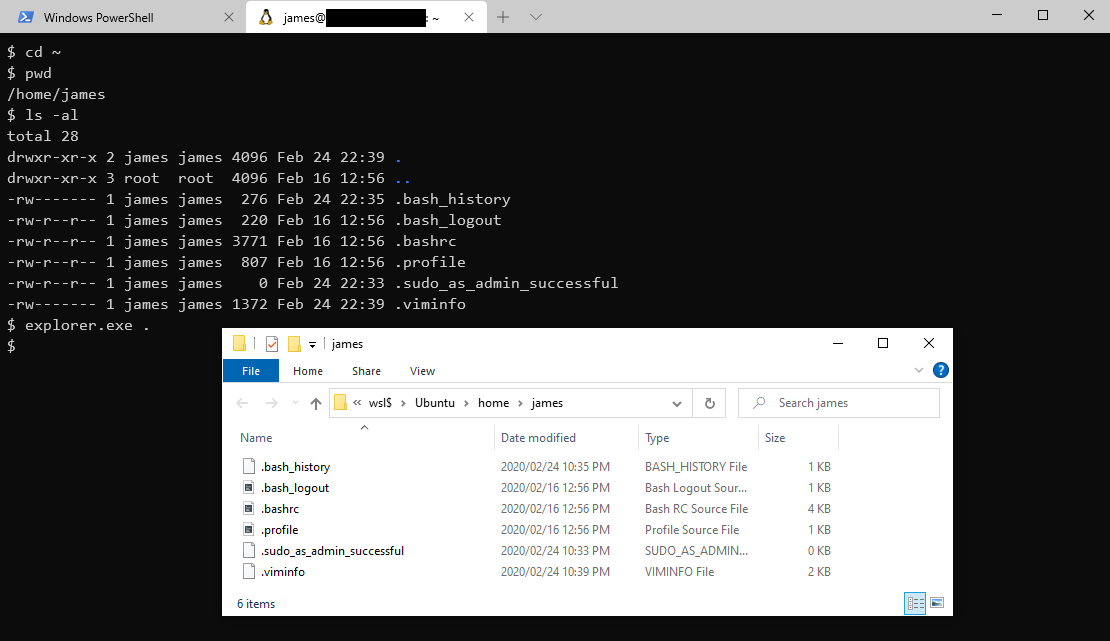 Windows PowerShell
james@ : ~
$ cd ~
$ pwd
/home/james
$ ls -al
total 28
drwxr-xr-x 2 james james 4096 Feb 24 22:39 .
drwxr-xr-x 3 root  root  4096 Feb 16 12:56 ..
-rw------- 1 james james  276 Feb 24 22:35 .bash_history
-rw-r--r-- 1 james james  220 Feb 16 12:56 .bash_logout
-rw-r--r-- 1 james james 3771 Feb 16 12:56 .bashrc
-rw-r--r-- 1 james james  807 Feb 16 12:56 .profile
-rw-r--r-- 1 james james    0 Feb 24 22:33 .sudo_as_admin_successful
-rw------- 1 james james 1372 Feb 24 22:39 .viminfo
$ explorer.exe .
$
james
File Home Share View ?
« wsl$ › Ubuntu › home › james Search james
Name Date modified Type Size
.bash_history 2020/02/24 10:35 PM BASH_HISTORY File 1 KB
.bash_logout 2020/02/16 12:56 PM Bash Logout Sour... 1 KB
.bashrc 2020/02/16 12:56 PM Bash RC Source File 4 KB
.profile 2020/02/16 12:56 PM Profile Source File 1 KB
.sudo_as_admin_successful 2020/02/24 10:33 PM SUDO_AS_ADMIN... 0 KB
.viminfo 2020/02/24 10:39 PM VIMINFO File 2 KB
6 items